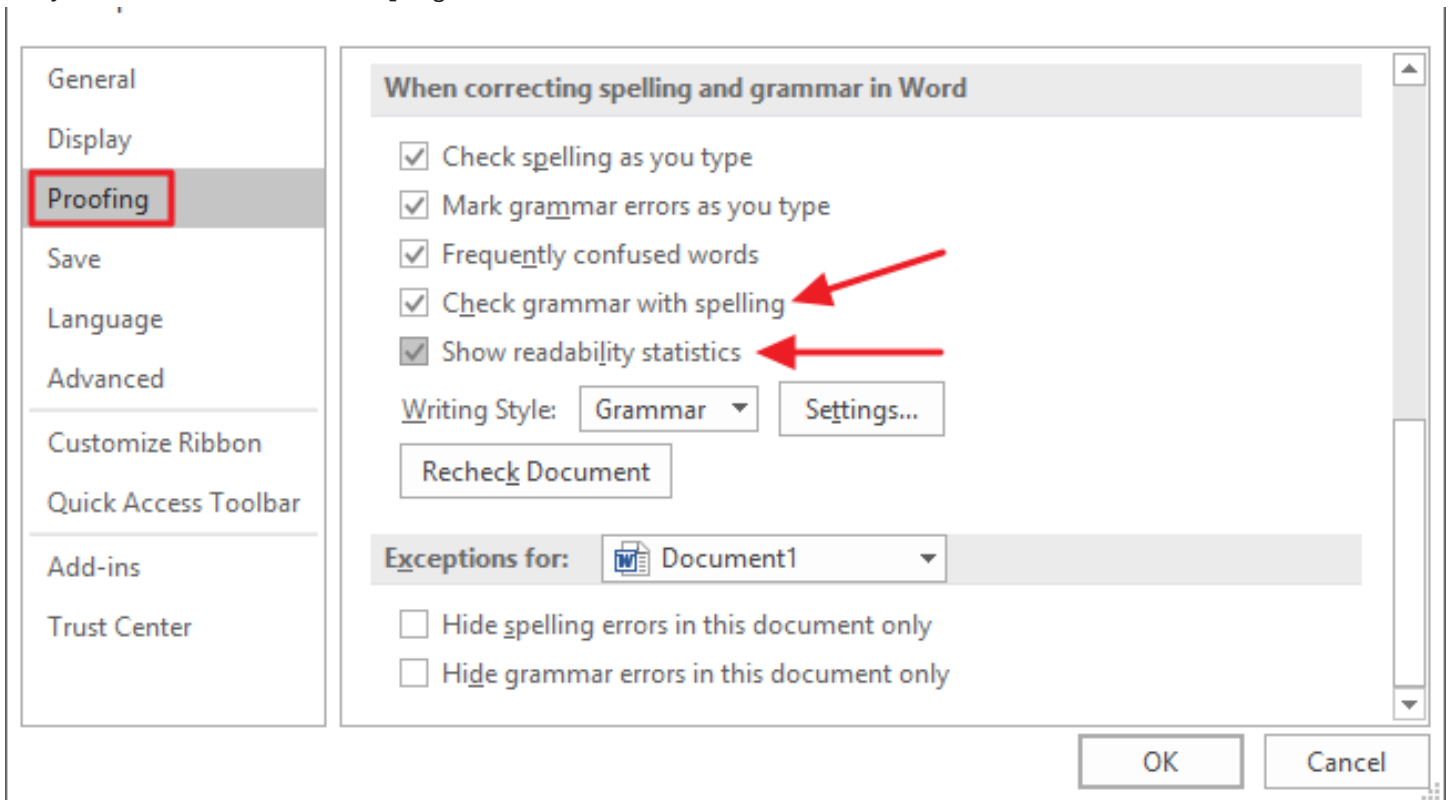 General
Display
Proofing
Save
Language
Advanced
Customize Ribbon
Quick Access Toolbar
Add-ins
Trust Center
When correcting spelling and grammar in Word
Check spelling as you type
Mark grammar errors as you type
Frequently confused words
Check grammar with spelling
Show readability statistics
Writing Style: Grammar Settings...
Recheck Document
Exceptions for: Document1
Hide spelling errors in this document only
Hide grammar errors in this document only
OK Cancel